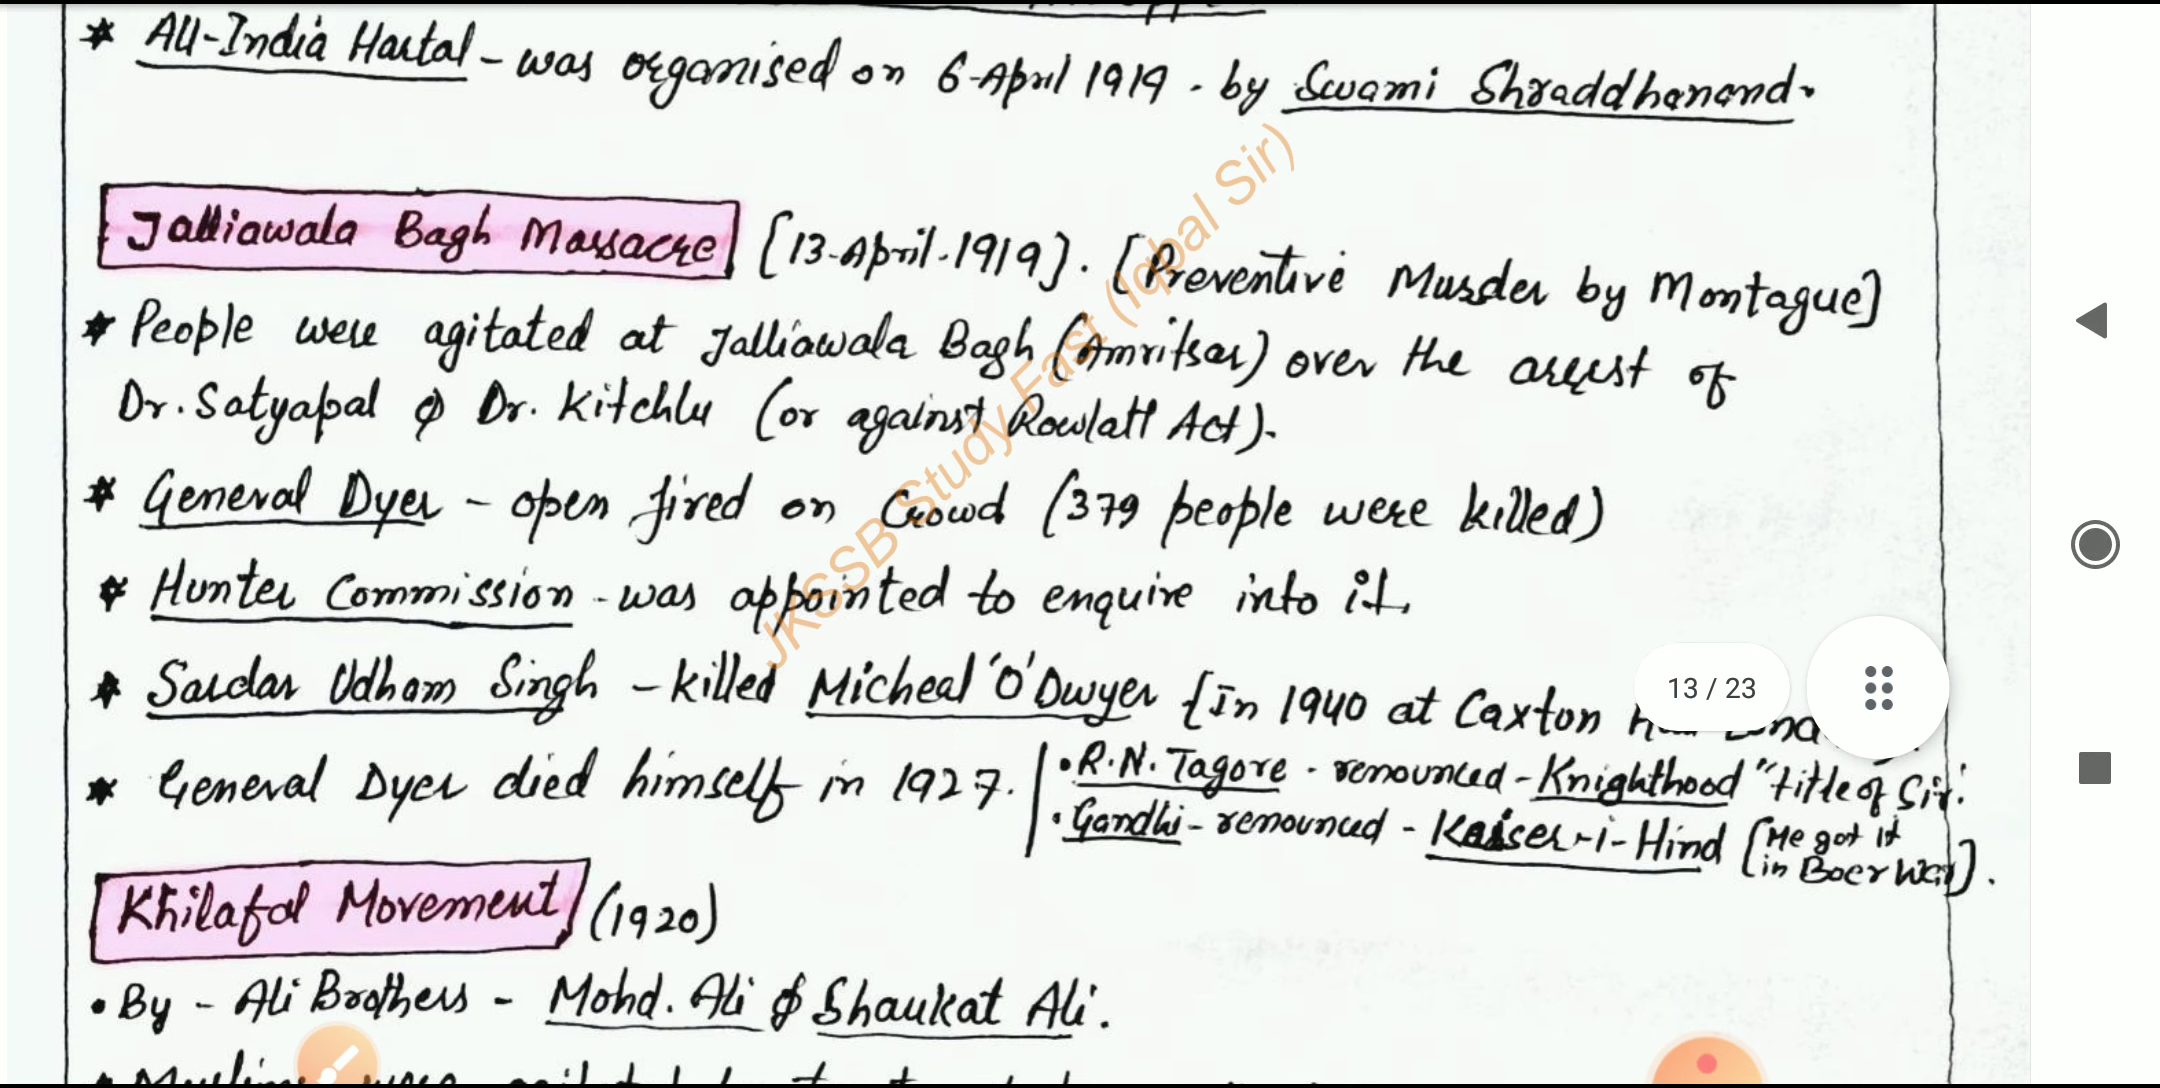 * All-India Hartal - was organised on 6-April 1919 - by Swami Shraddhanand.
Jalliawala Bagh Massacre [13-April-1919]. [Preventive Murder by Montague]
* People were agitated at Jalliawala Bagh (Amritsar) over the arrest of
Dr. Satyapal & Dr. Kitchlu (or against Rowlatt Act).
* General Dyer - open fired on Crowd (379 people were killed)
* Hunter Commission - was appointed to enquire into it.
* Sardar Udham Singh - killed Micheal 'O' Dwyer {In 1940 at Caxton
13 / 23
* General Dyer died himself in 1927.
• R.N. Tagore - renounced - Knighthood "title of Sir'
• Gandhi - renounced - Kaiser-i-Hind [He got it
in Boer War].
Khilafat Movement (1920)
• By - Ali Brothers - Mohd. Ali & Shaukat Ali.
JKSSB Study Fast (Iqbal Sir)